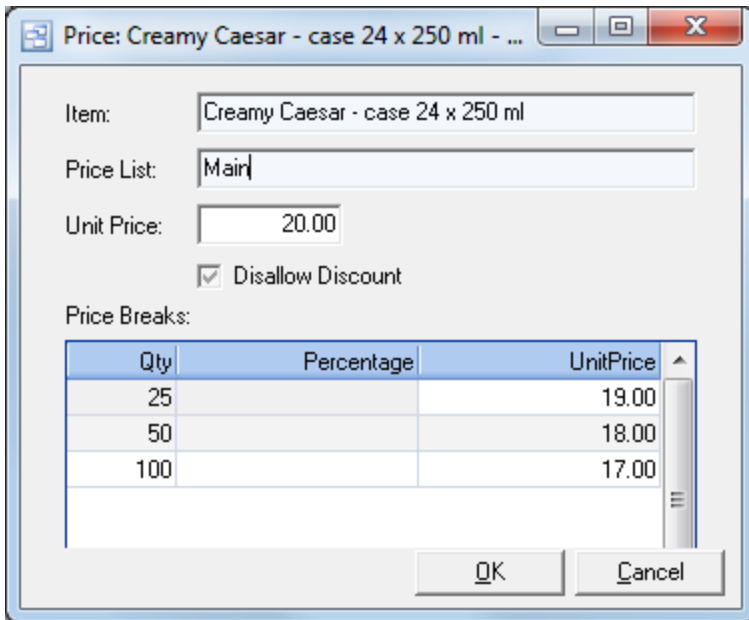 Price: Creamy Caesar - case 24 x 250 ml - ...
Item: Creamy Caesar - case 24 x 250 ml
Price List: Main
Unit Price: 20.00
Disallow Discount
Price Breaks:
Qty Percentage UnitPrice
25 19.00
50 18.00
100 17.00
OK Cancel